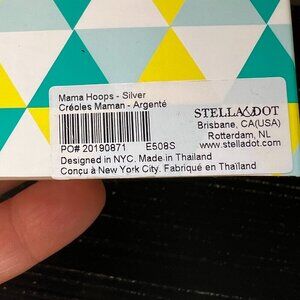 Mama Hoops - Silver
Créoles Maman - Argenté
STELLA & DOT
Brisbane, CA(USA)
Rotterdam, NL
www.stelladot.com
PO# 20190871 E508S
Designed in NYC. Made in Thailand
Conçu à New York City. Fabriqué en Thaïland